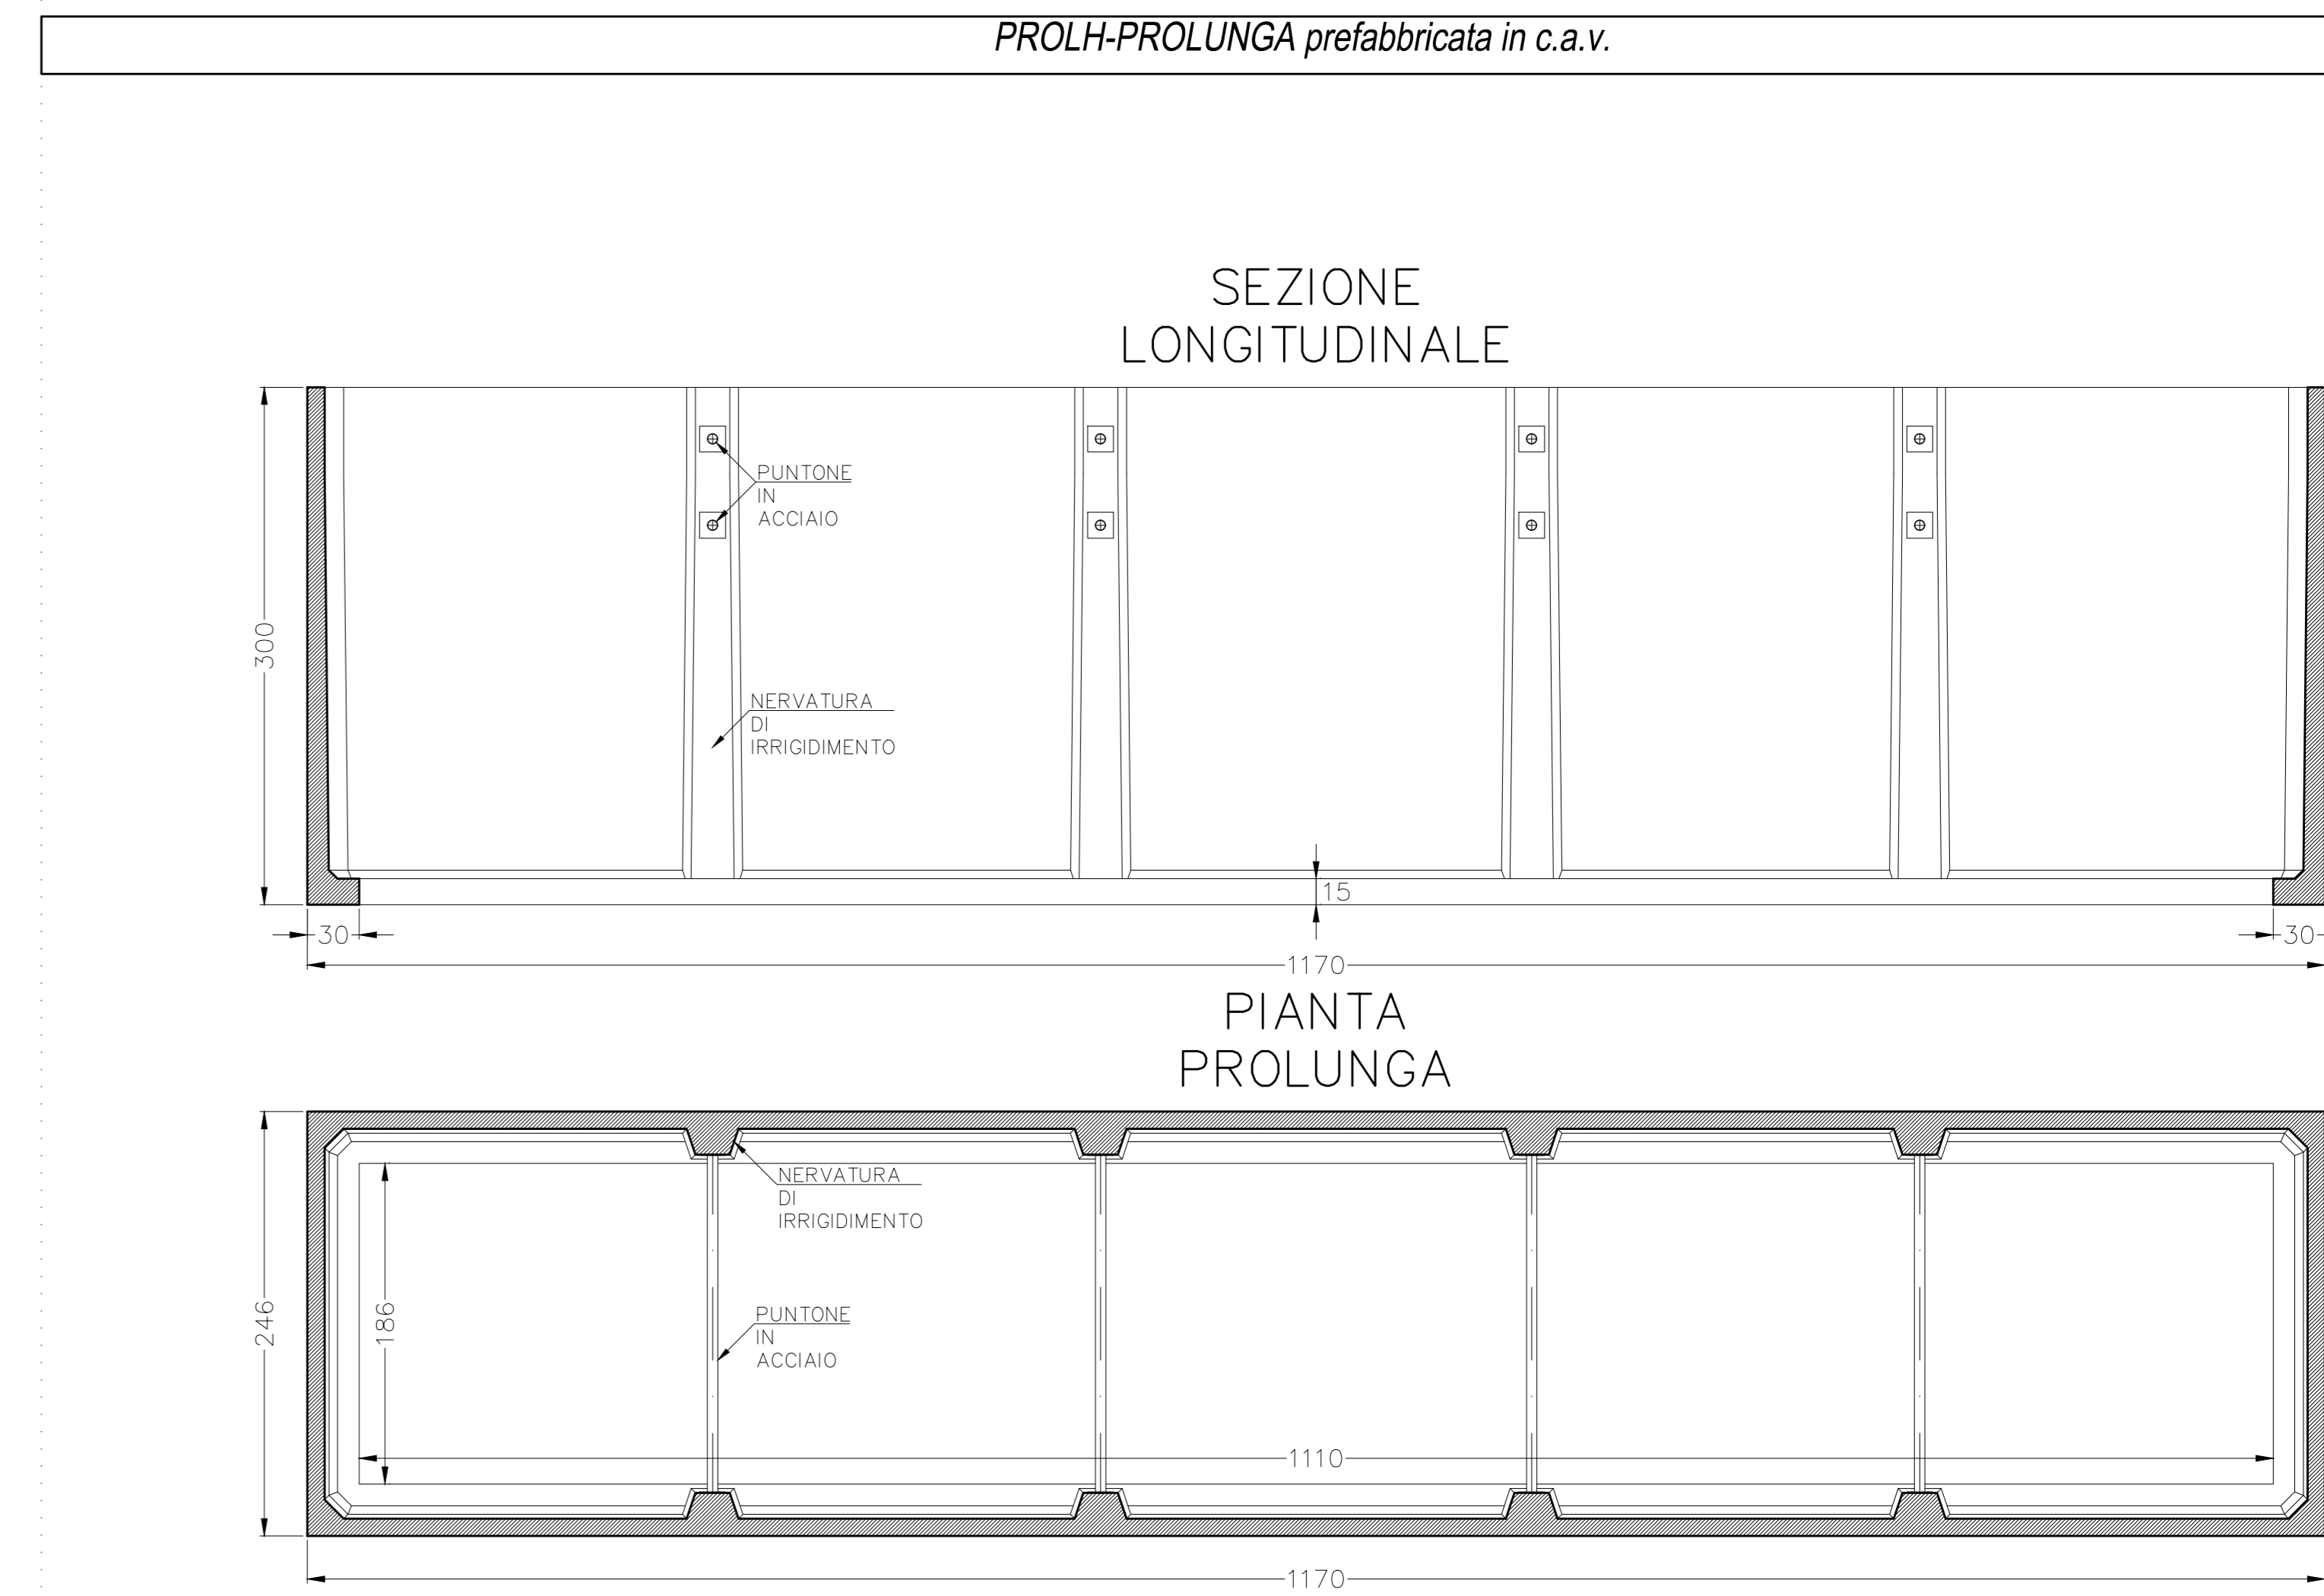 PROLH-PROLUNGA prefabbricata in c.a.v.
SEZIONE
LONGITUDINALE
PUNTONE
IN
ACCIAIO
300
NERVATURA
DI
IRRIGIDIMENTO
15
30
30
1170
PIANTA
PROLUNGA
NERVATURA
DI
IRRIGIDIMENTO
246
186
PUNTONE
IN
ACCIAIO
1110
1170